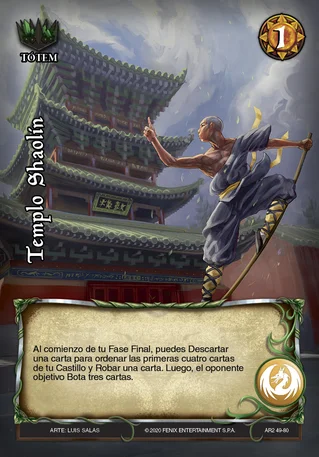 TÓTEM
1
Templo Shaolín
Al comienzo de tu Fase Final, puedes Descartar
una carta para ordenar las primeras cuatro cartas
de tu Castillo y Robar una carta. Luego, el oponente
objetivo Bota tres cartas.
ARTE: LUIS SALAS
© 2020 FENIX ENTERTAINMENT S.P.A.
AR2 49-60